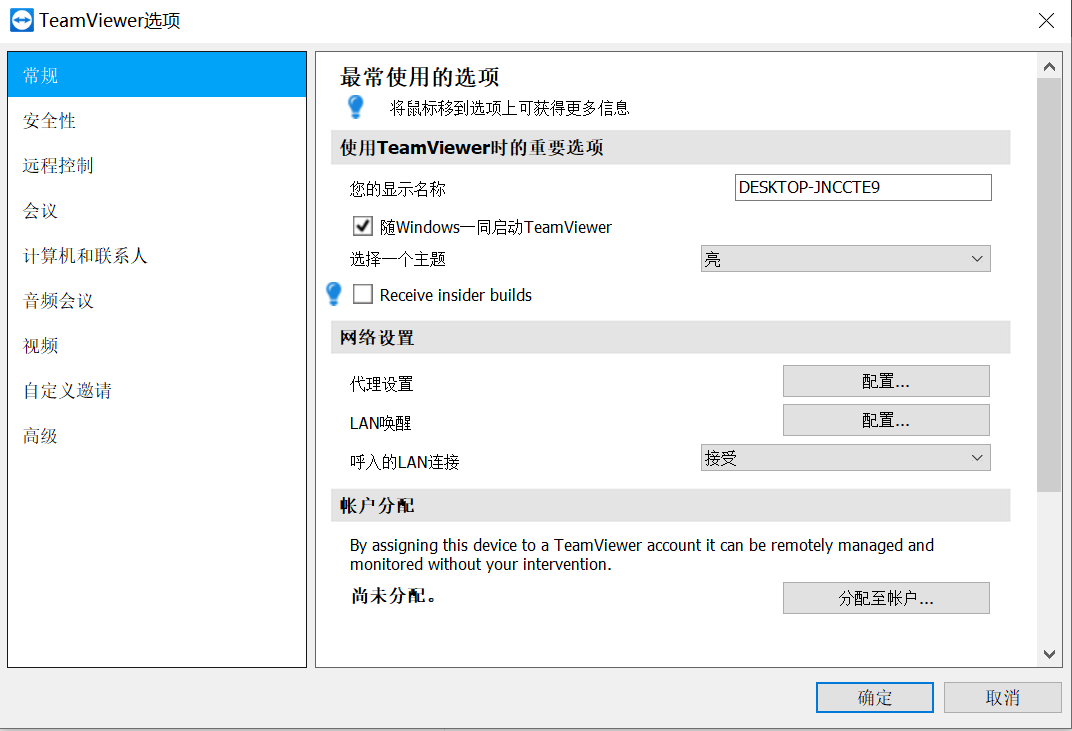 TeamViewer选项
常规
安全性
远程控制
会议
计算机和联系人
音频会议
视频
自定义邀请
高级
最常使用的选项
将鼠标移到选项上可获得更多信息
使用TeamViewer时的重要选项
您的显示名称 DESKTOP-JNCCTE9
随Windows一同启动TeamViewer
选择一个主题 亮
Receive insider builds
网络设置
代理设置 配置...
LAN唤醒 配置...
呼入的LAN连接 接受
帐户分配
By assigning this device to a TeamViewer account it can be remotely managed and
monitored without your intervention.
尚未分配。 分配至帐户...
确定 取消